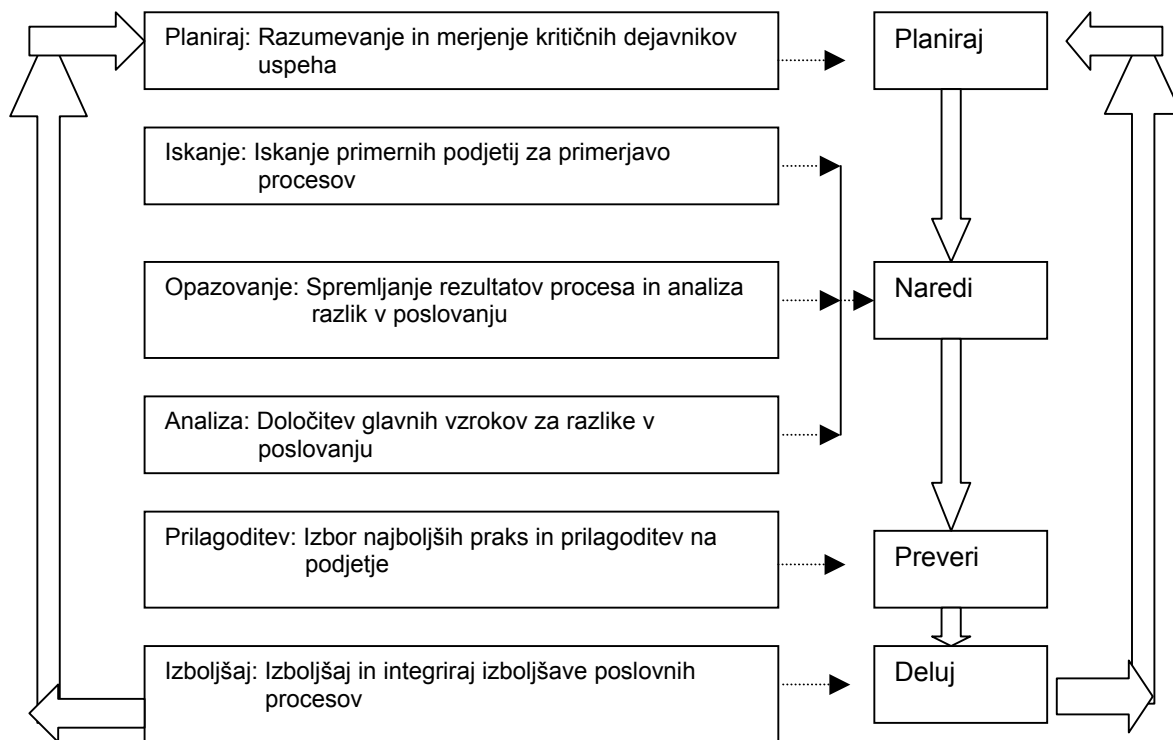 Planiraj: Razumevanje in merjenje kritičnih dejavnikov
uspeha
Planiraj
Iskanje: Iskanje primernih podjetij za primerjavo
procesov
Opazovanje: Spremljanje rezultatov procesa in analiza
razlik v poslovanju
Naredi
Analiza: Določitev glavnih vzrokov za razlike v
poslovanju
Prilagoditev: Izbor najboljših praks in prilagoditev na
podjetje
Preveri
Izboljšaj: Izboljšaj in integriraj izboljšave poslovnih
procesov
Deluj